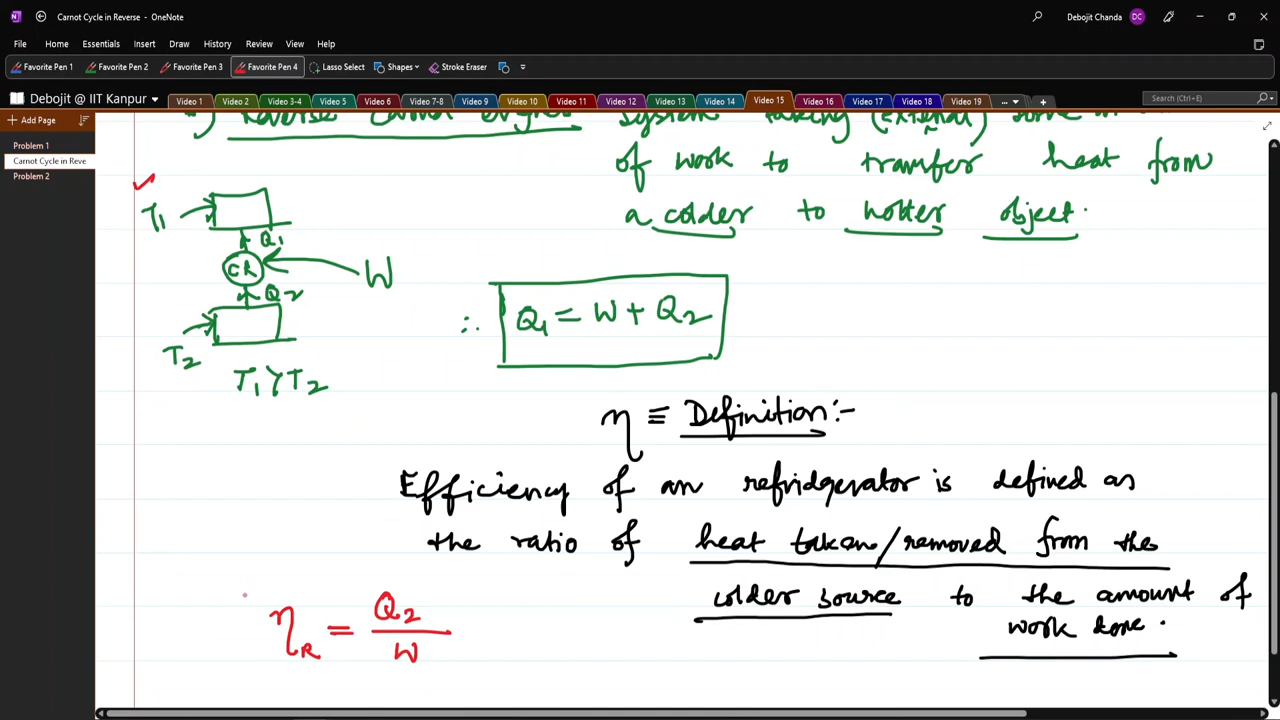 Carnot Cycle in Reverse - OneNote
Debojit Chanda DC
File Home Essentials Insert Draw History Review View Help
Favorite Pen 1 Favorite Pen 2 Favorite Pen 3 Favorite Pen 4 Lasso Select Shapes Stroke Eraser
Debojit @ IIT Kanpur Video 1 Video 2 Video 3-4 Video 5 Video 6 Video 7-8 Video 9 Video 10 Video 11 Video 12 Video 13 Video 14 Video 15 Video 16 Video 17 Video 18 Video 19 ... Search (Ctrl+E)
Add Page
Problem 1
Carnot Cycle in Reve
Problem 2
Reverse Carnot system taking (external)
of work to transfer heat from
a colder to hotter object.
T1
Q1
CR
W
Q2
T2
T1 > T2
∴ Q1 = W + Q2
η ≡ Definition:-
Efficiency of an refridgerator is defined as
the ratio of heat taken/removed from the
colder source to the amount of
work done.
ηR = Q2/W